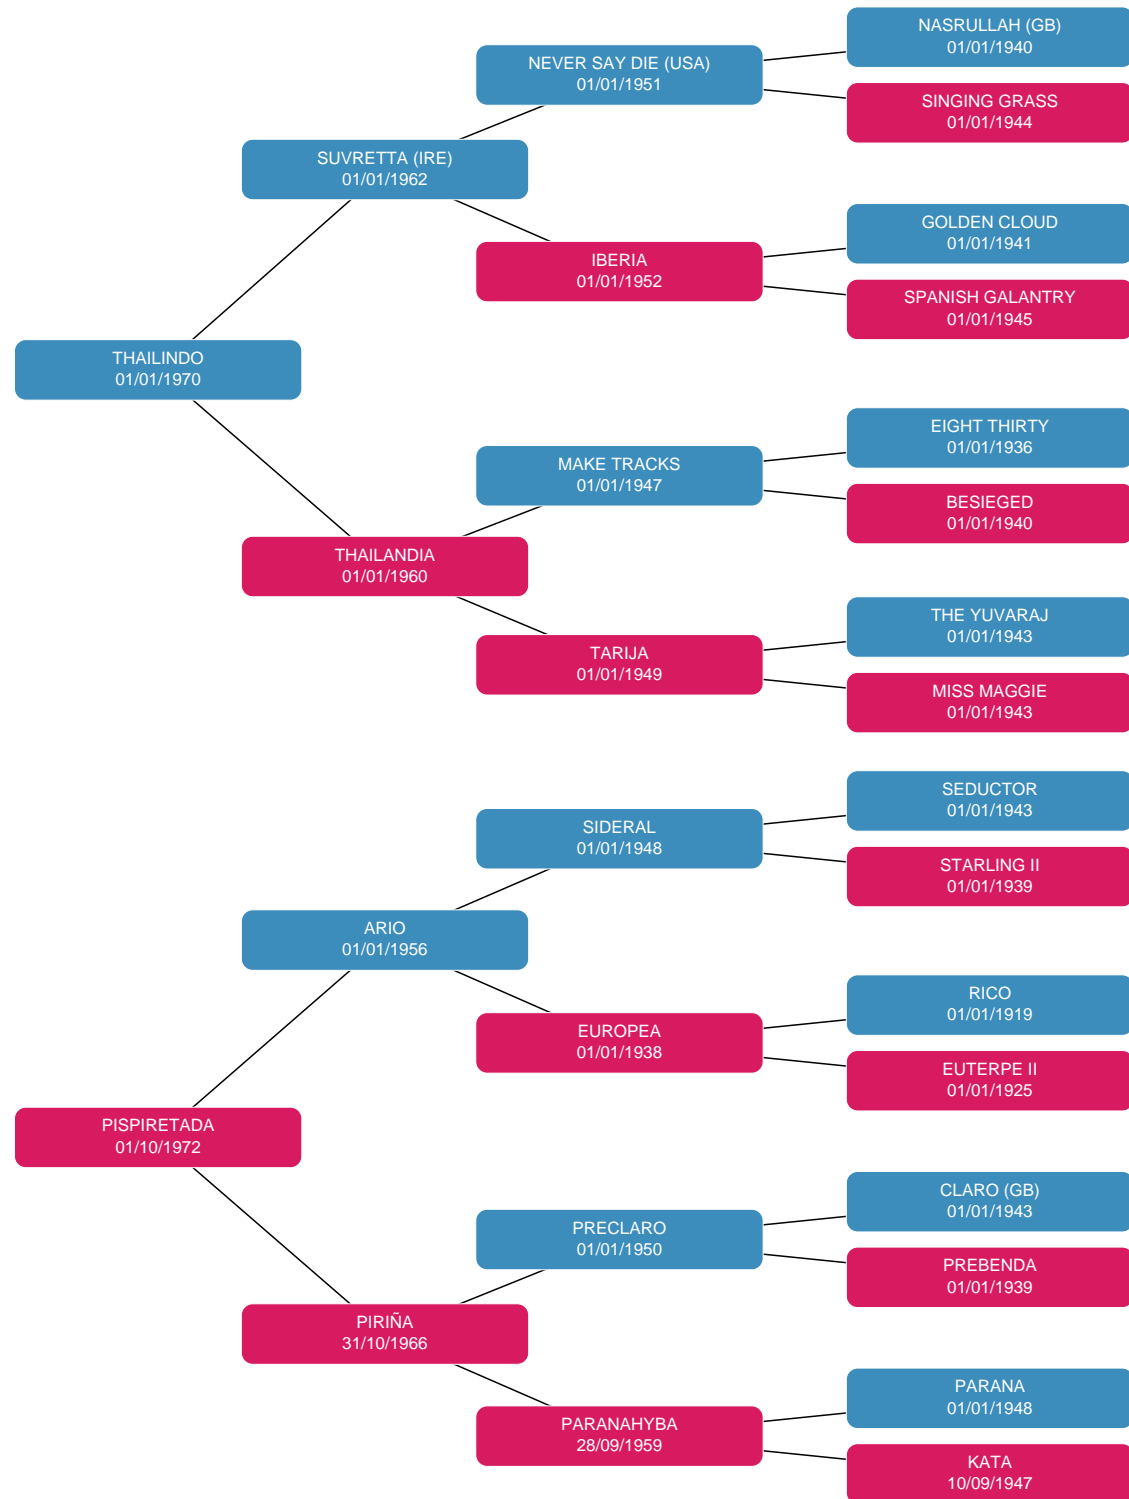 NASRULLAH (GB)
01/01/1940
NEVER SAY DIE (USA)
01/01/1951
SINGING GRASS
01/01/1944
SUVRETTA (IRE)
01/01/1962
GOLDEN CLOUD
01/01/1941
IBERIA
01/01/1952
SPANISH GALANTRY
01/01/1945
THAILINDO
01/01/1970
EIGHT THIRTY
01/01/1936
MAKE TRACKS
01/01/1947
BESIEGED
01/01/1940
THAILANDIA
01/01/1960
THE YUVARAJ
01/01/1943
TARIJA
01/01/1949
MISS MAGGIE
01/01/1943
SEDUCTOR
01/01/1943
SIDERAL
01/01/1948
STARLING II
01/01/1939
ARIO
01/01/1956
RICO
01/01/1919
EUROPEA
01/01/1938
EUTERPE II
01/01/1925
PISPIRETADA
01/10/1972
CLARO (GB)
01/01/1943
PRECLARO
01/01/1950
PREBENDA
01/01/1939
PIRIÑA
31/10/1966
PARANA
01/01/1948
PARANAHYBA
28/09/1959
KATA
10/09/1947